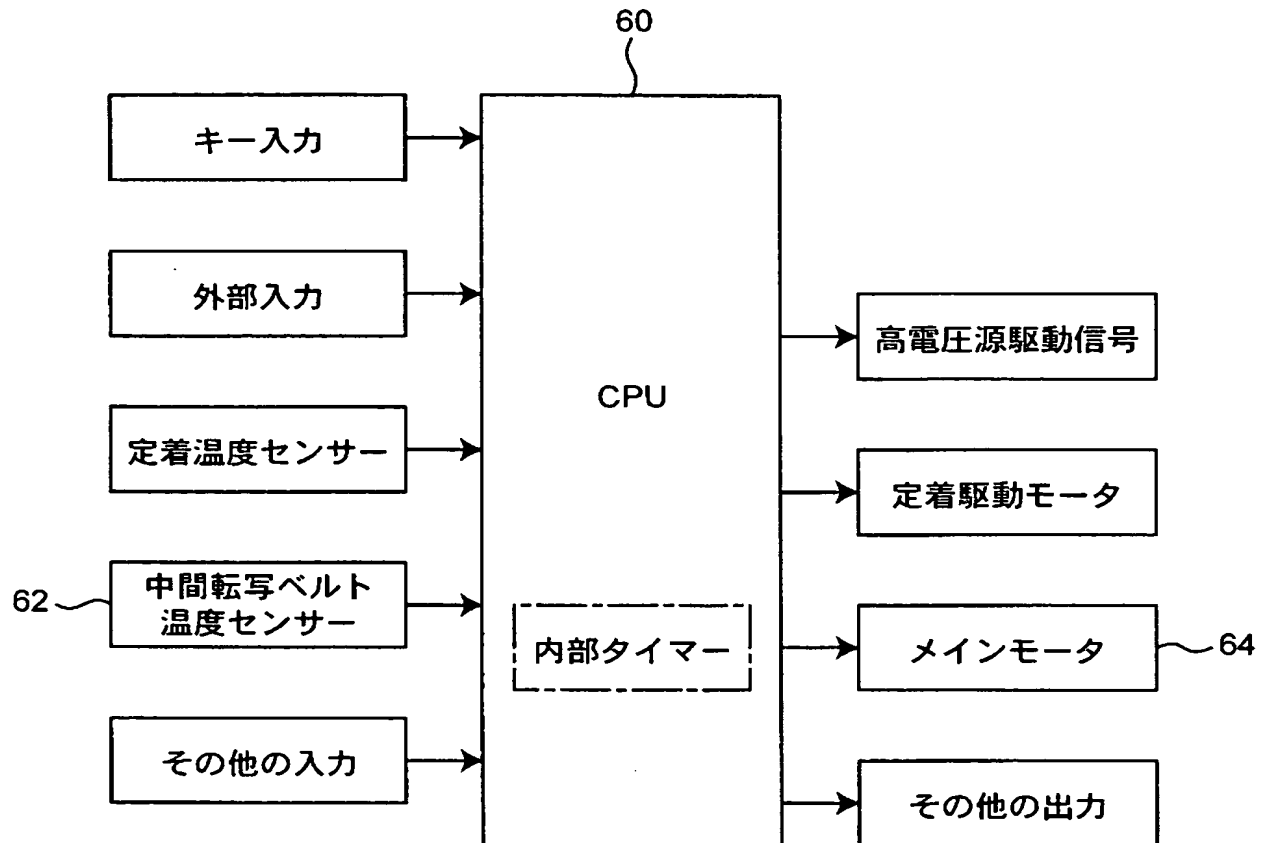 60
キー入力
外部入力
定着温度センサー
62
中間転写ベルト
温度センサー
その他の入力
CPU
内部タイマー
高電圧源駆動信号
定着駆動モータ
メインモータ
64
その他の出力